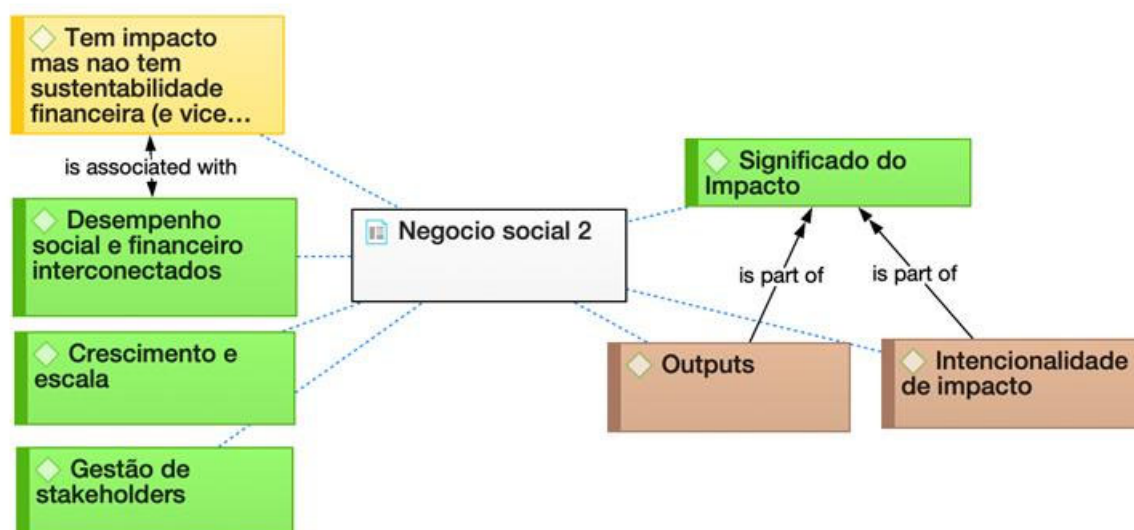 Tem impacto
mas nao tem
sustentabilidade
financeira (e vice...
is associated with
Desempenho
social e financeiro
interconectados
Crescimento e
escala
Gestão de
stakeholders
Negocio social 2
Significado do
Impacto
is part of
is part of
Outputs
Intencionalidade
de impacto